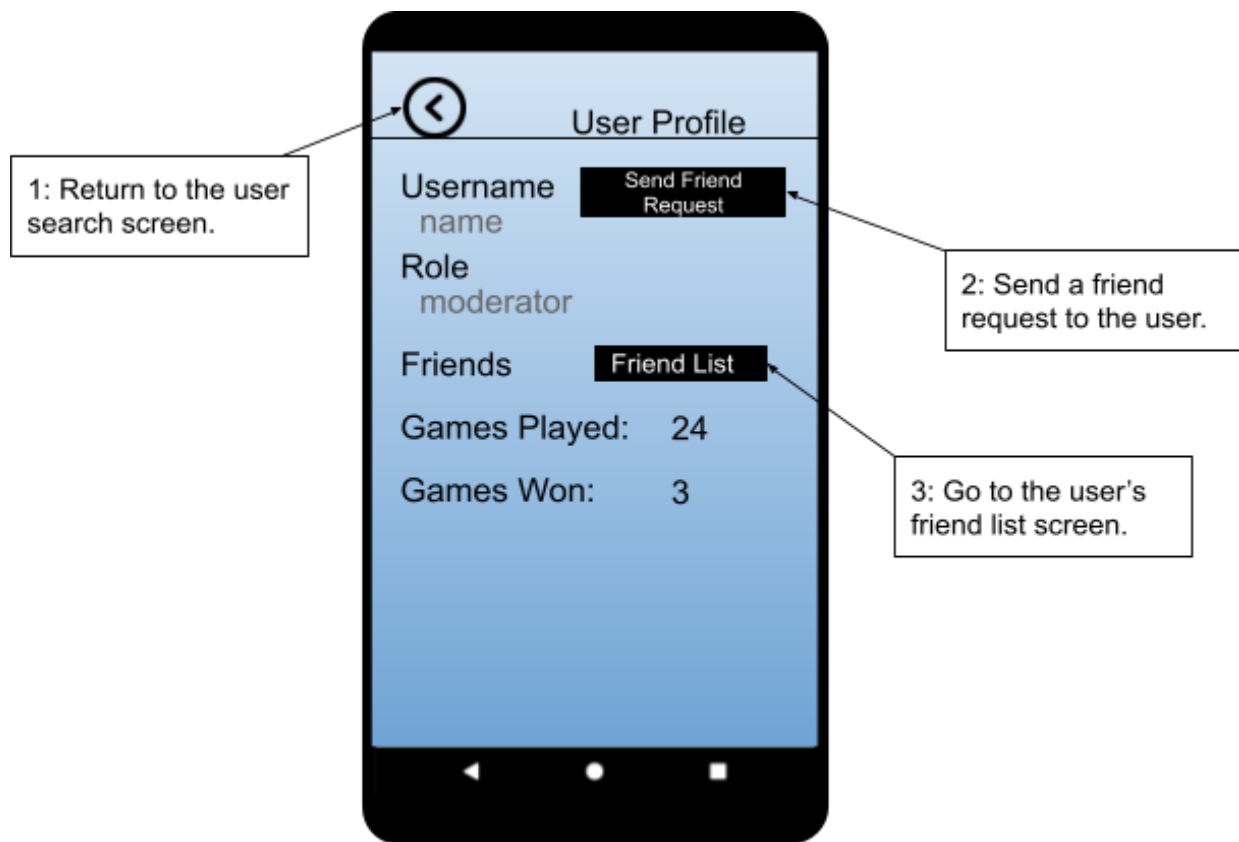 User Profile
1: Return to the user
search screen.
Username
Send Friend
Request
name
2: Send a friend
request to the user.
Role
moderator
Friends
Friend List
Games Played: 24
Games Won: 3
3: Go to the user’s
friend list screen.